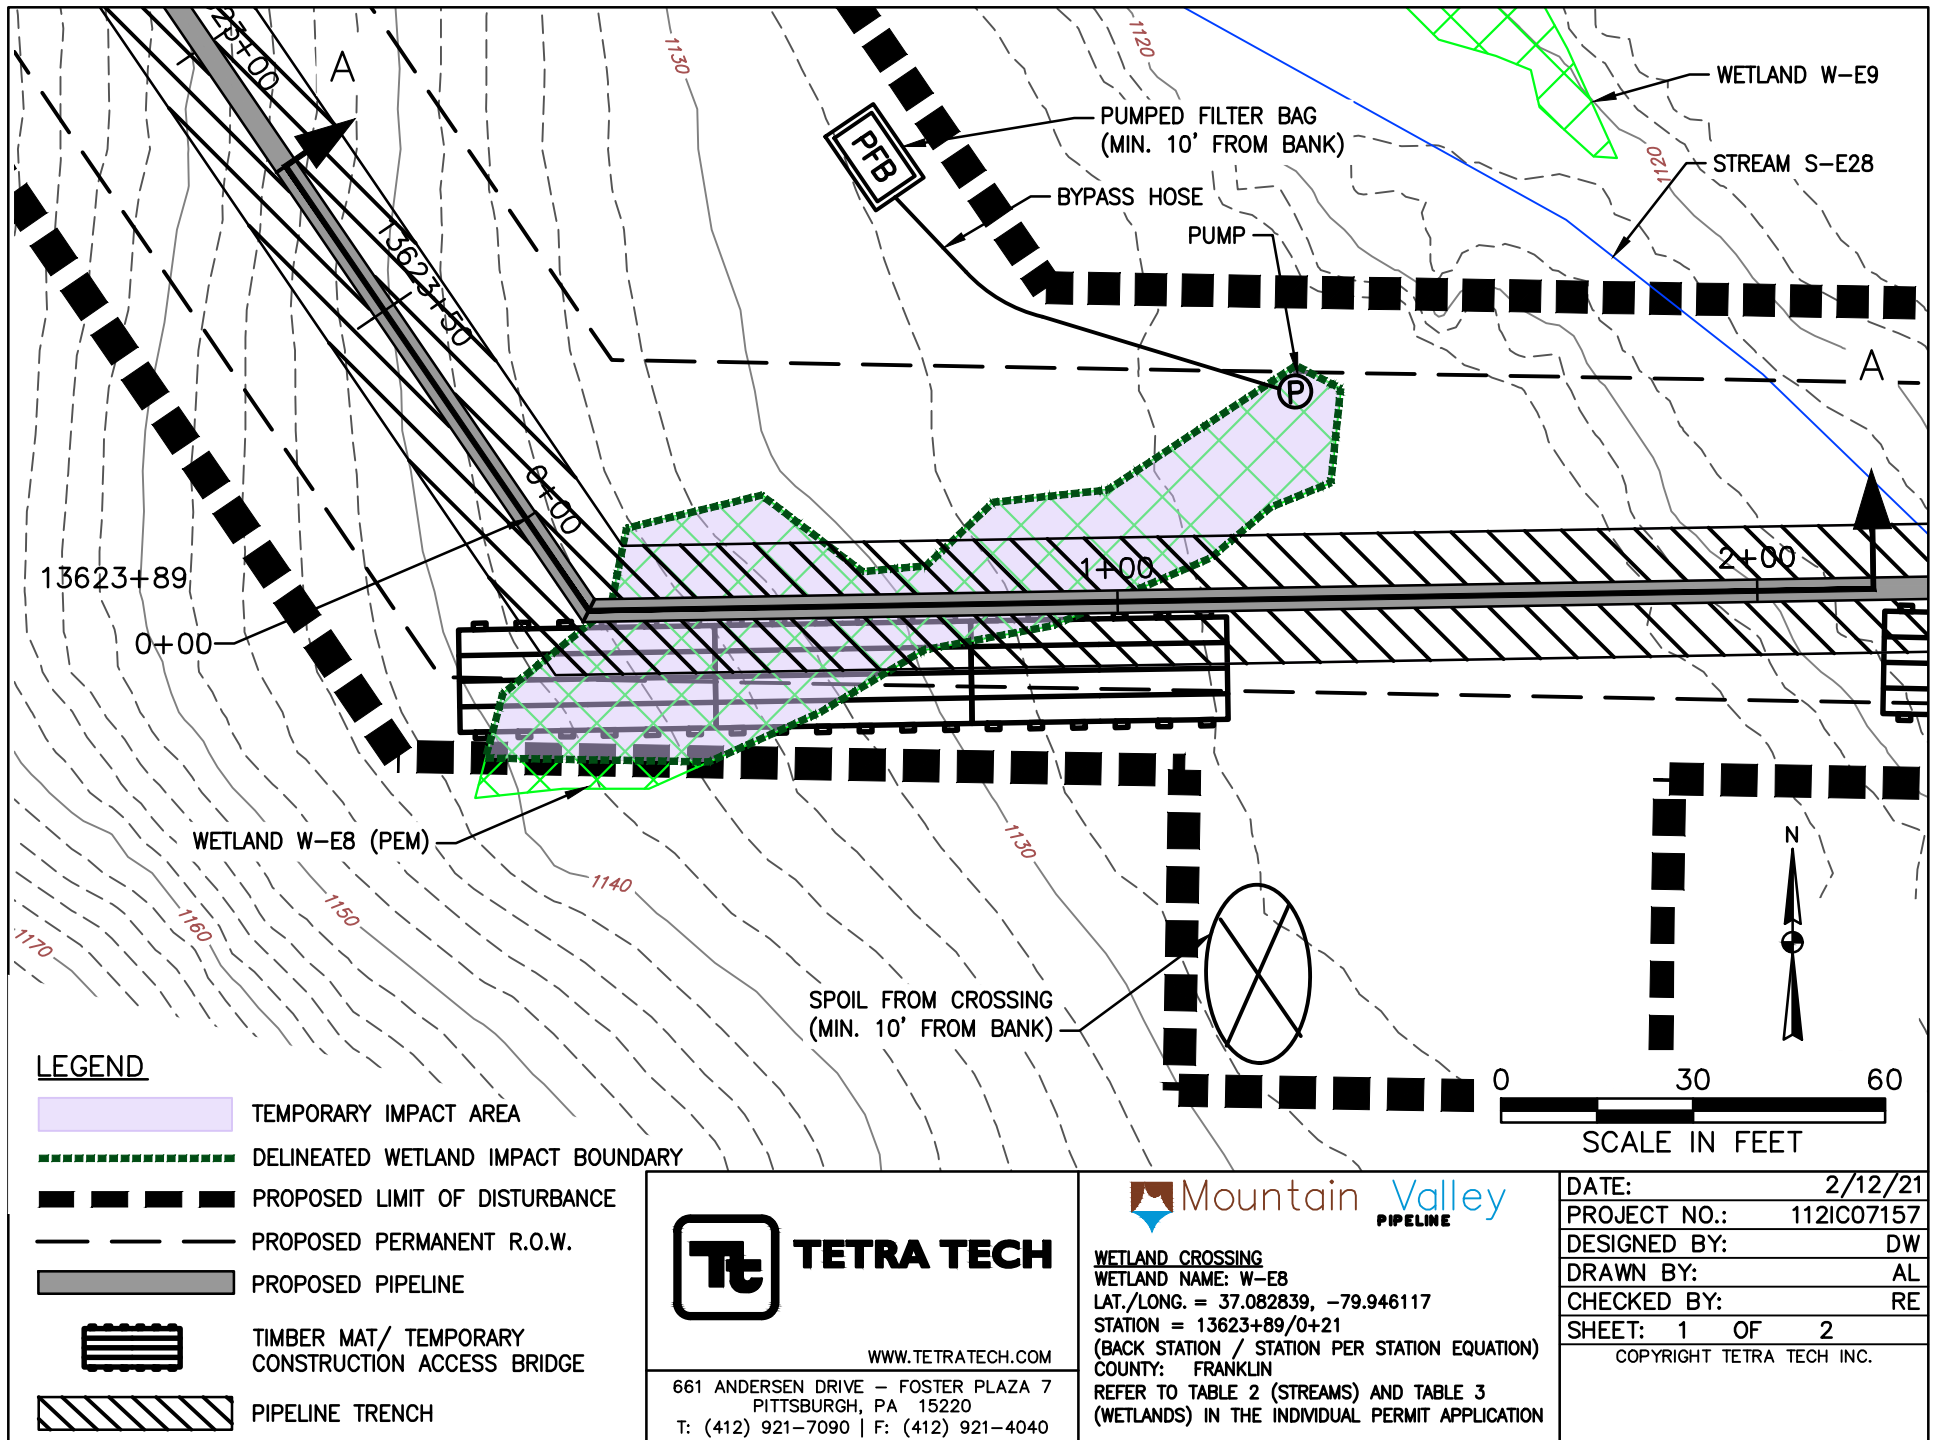 23+00
A
1130
1120
WETLAND W-E9
PUMPED FILTER BAG
(MIN. 10' FROM BANK)
PFB
1120
STREAM S-E28
BYPASS HOSE
PUMP
13623+50
A
P
0+00
13623+89
0+00
1+00
2+00
WETLAND W-E8 (PEM)
1130
1140
1150
1160
1170
N
SPOIL FROM CROSSING
(MIN. 10' FROM BANK)
0 30 60
SCALE IN FEET
LEGEND
TEMPORARY IMPACT AREA
DELINEATED WETLAND IMPACT BOUNDARY
PROPOSED LIMIT OF DISTURBANCE
PROPOSED PERMANENT R.O.W.
PROPOSED PIPELINE
TIMBER MAT/ TEMPORARY
CONSTRUCTION ACCESS BRIDGE
PIPELINE TRENCH
Tt
TETRA TECH
WWW.TETRATECH.COM
661 ANDERSEN DRIVE – FOSTER PLAZA 7
PITTSBURGH, PA 15220
T: (412) 921-7090 | F: (412) 921-4040
Mountain Valley
PIPELINE
WETLAND CROSSING
WETLAND NAME: W-E8
LAT./LONG. = 37.082839, -79.946117
STATION = 13623+89/0+21
(BACK STATION / STATION PER STATION EQUATION)
COUNTY: FRANKLIN
REFER TO TABLE 2 (STREAMS) AND TABLE 3
(WETLANDS) IN THE INDIVIDUAL PERMIT APPLICATION
DATE: 2/12/21
PROJECT NO.: 112IC07157
DESIGNED BY: DW
DRAWN BY: AL
CHECKED BY: RE
SHEET: 1 OF 2
COPYRIGHT TETRA TECH INC.